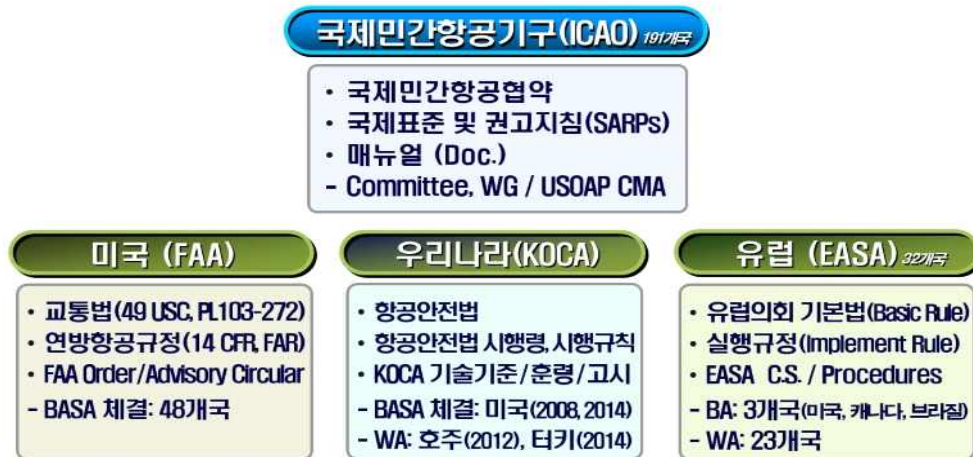 국제민간항공기구(ICAO) 191개국
• 국제민간항공협약
• 국제표준 및 권고지침(SARPs)
• 매뉴얼 (Doc.)
- Committee, WG / USOAP CMA
미국 (FAA)
• 교통법(49 USC, PL103-272)
• 연방항공규정(14 CFR, FAR)
• FAA Order/Advisory Circular
- BASA 체결: 48개국
우리나라(KOCA)
• 항공안전법
• 항공안전법 시행령, 시행규칙
• KOCA 기술기준/훈령/고시
- BASA 체결: 미국(2008, 2014)
- WA: 호주(2012), 터키(2014)
유럽 (EASA) 32개국
• 유럽의회 기본법(Basic Rule)
• 실행규정(Implement Rule)
• EASA C.S. / Procedures
- BA: 3개국(미국, 캐나다, 브라질)
- WA: 23개국